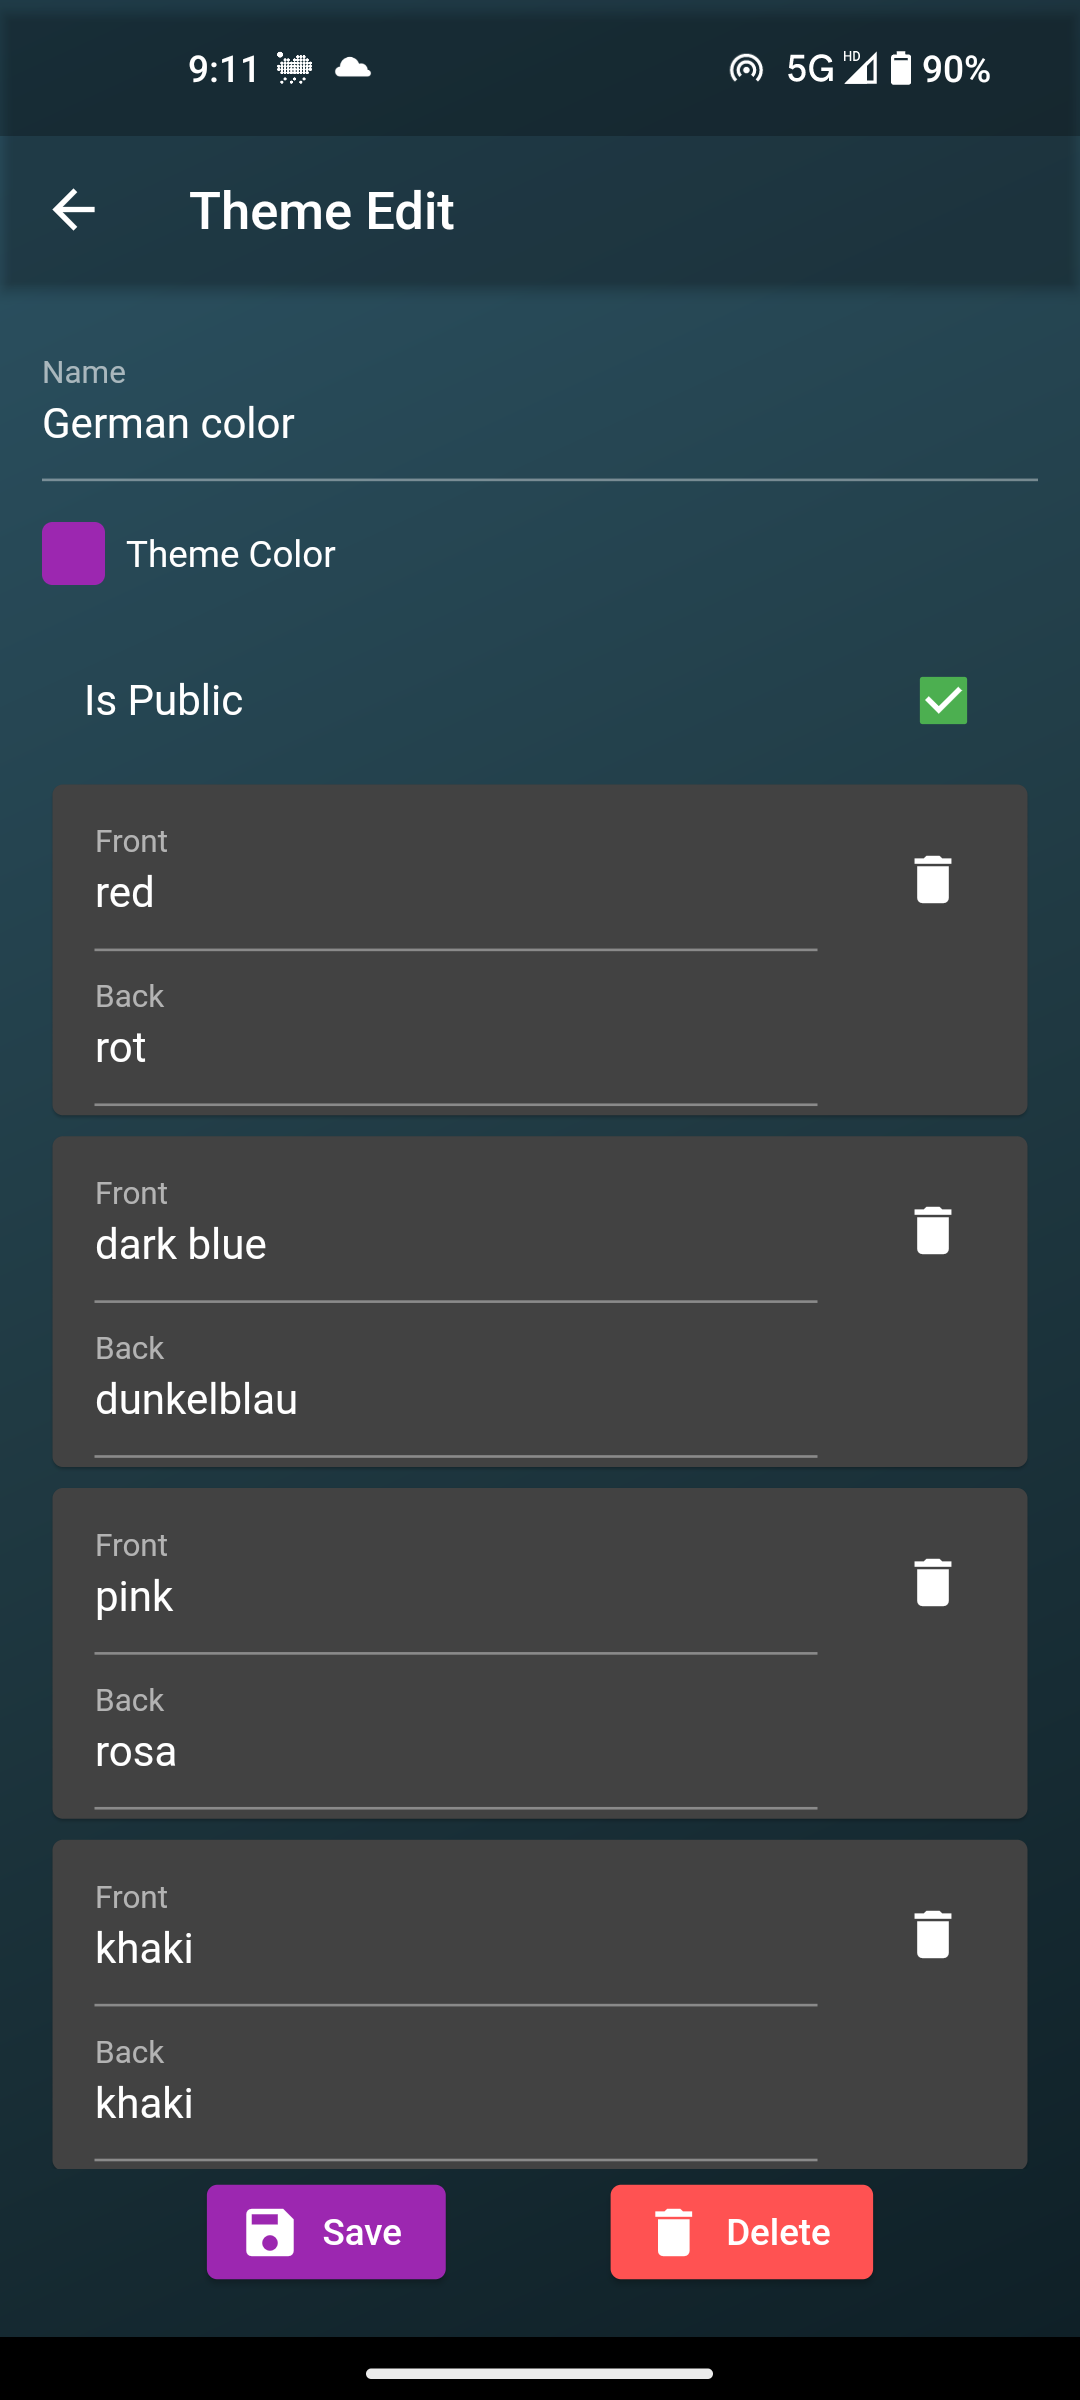 9:11 5G HD 90%
Theme Edit
Name
German color
Theme Color
Is Public
Front
red
Back
rot
Front
dark blue
Back
dunkelblau
Front
pink
Back
rosa
Front
khaki
Back
khaki
Save Delete